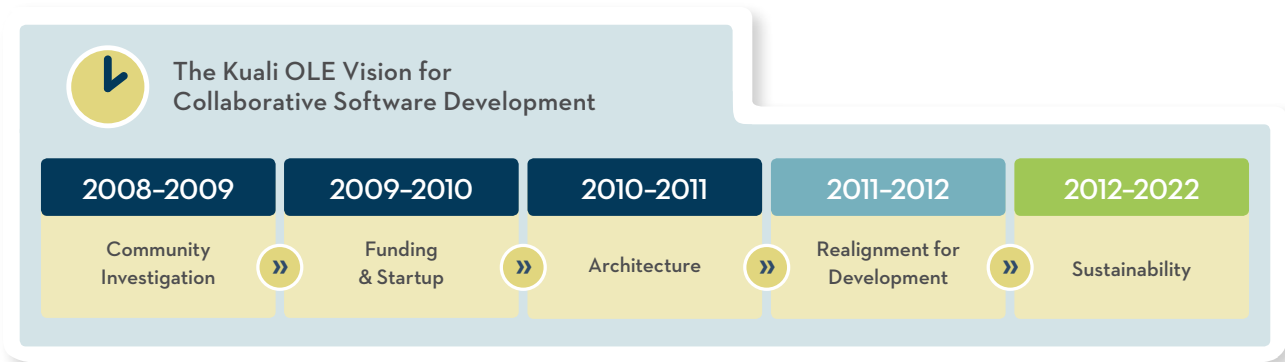 The Kuali OLE Vision for
Collaborative Software Development
2008–2009
2009–2010
2010–2011
2011–2012
2012–2022
Community
Investigation
»
Funding
& Startup
»
Architecture
»
Realignment for
Development
»
Sustainability